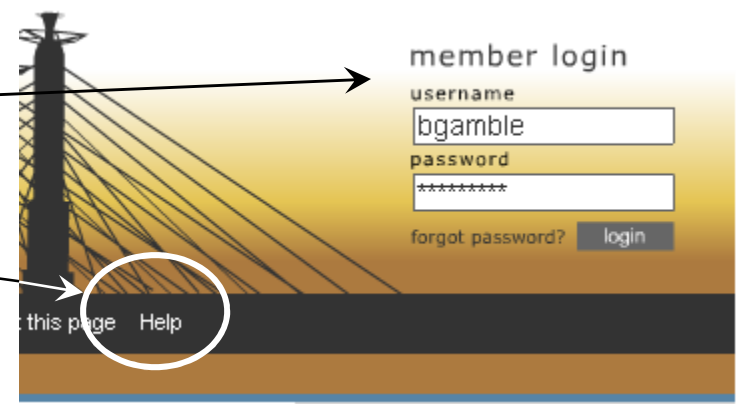 member login
username
bgamble
password
*********
forgot password? login
t this page Help